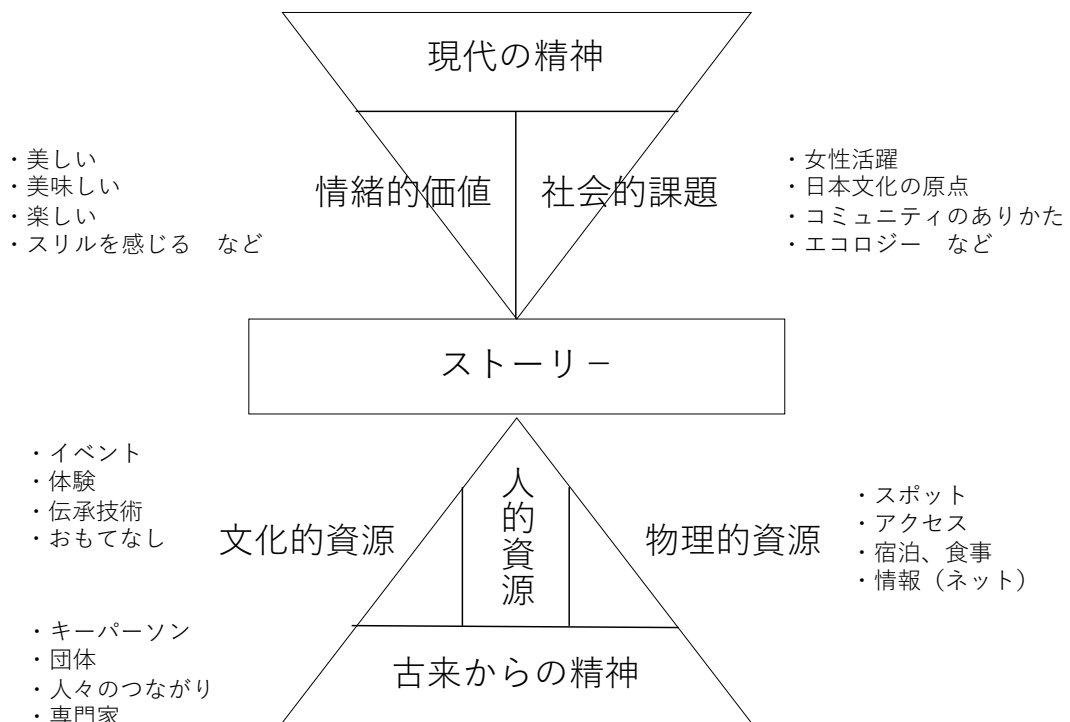 現代の精神
・美しい
・美味しい
・楽しい
・スリルを感じる　など
情緒的価値
社会的課題
・女性活躍
・日本文化の原点
・コミュニティのありかた
・エコロジー　など
ストーリー
・イベント
・体験
・伝承技術
・おもてなし
文化的資源
人的資源
物理的資源
・スポット
・アクセス
・宿泊、食事
・情報（ネット）
・キーパーソン
・団体
・人々のつながり
・専門家
古来からの精神